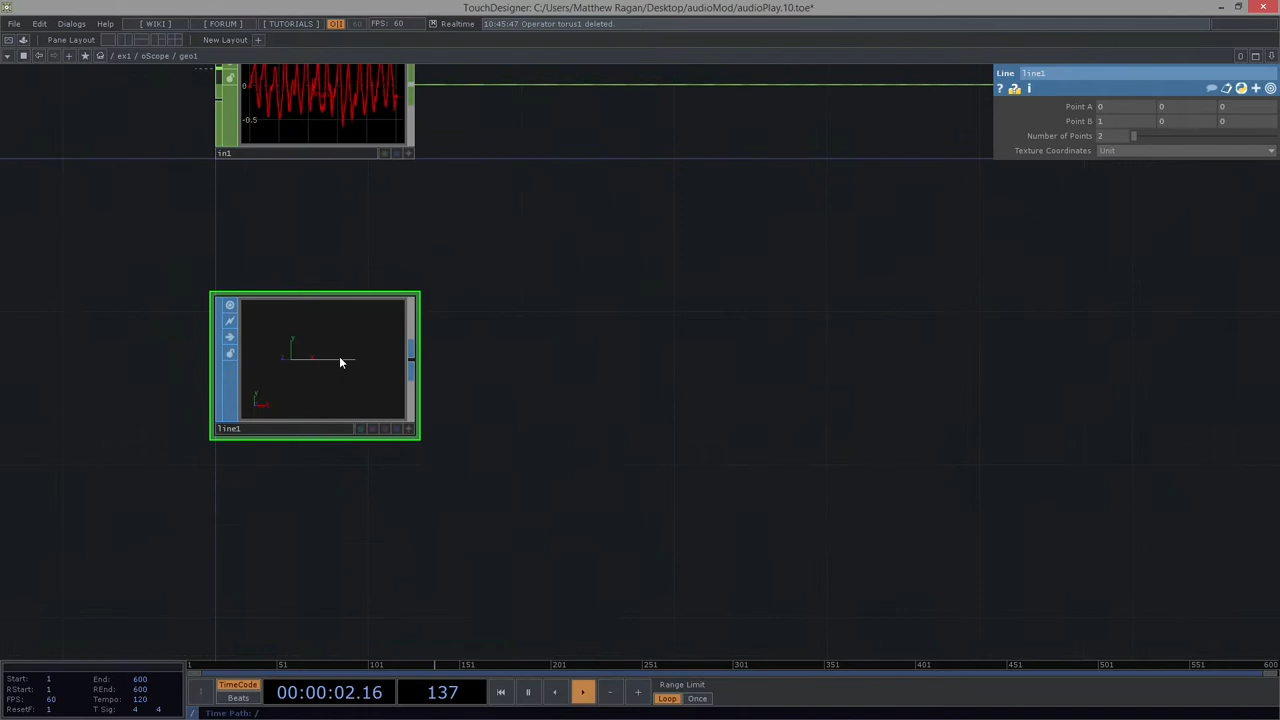 TouchDesigner: C:/Users/Matthew Ragan/Desktop/audioMod/audioPlay.10.toe*
File Edit Dialogs Help [ WIKI ] [ FORUM ] [ TUTORIALS ] O|I FPS: 60 Realtime 10:45:47 Operator torus1 deleted.
Pane Layout New Layout +
/ ex1 / oScope / geo1
Line line1
Point A 0 0 0
Point B 1 0 0
Number of Points 2
Texture Coordinates Unit
0
-0.5
in1
y
y
line1
1 51 101 151 201 251 301 351 401 451 501 551 600
Start: 1 End: 600
RStart: 1 REnd: 600
FPS: 60 Tempo: 120
ResetF: 1 T Sig: 4 4
TimeCode
Beats
00:00:02.16 137
Range Limit
Loop Once
/ Time Path: /